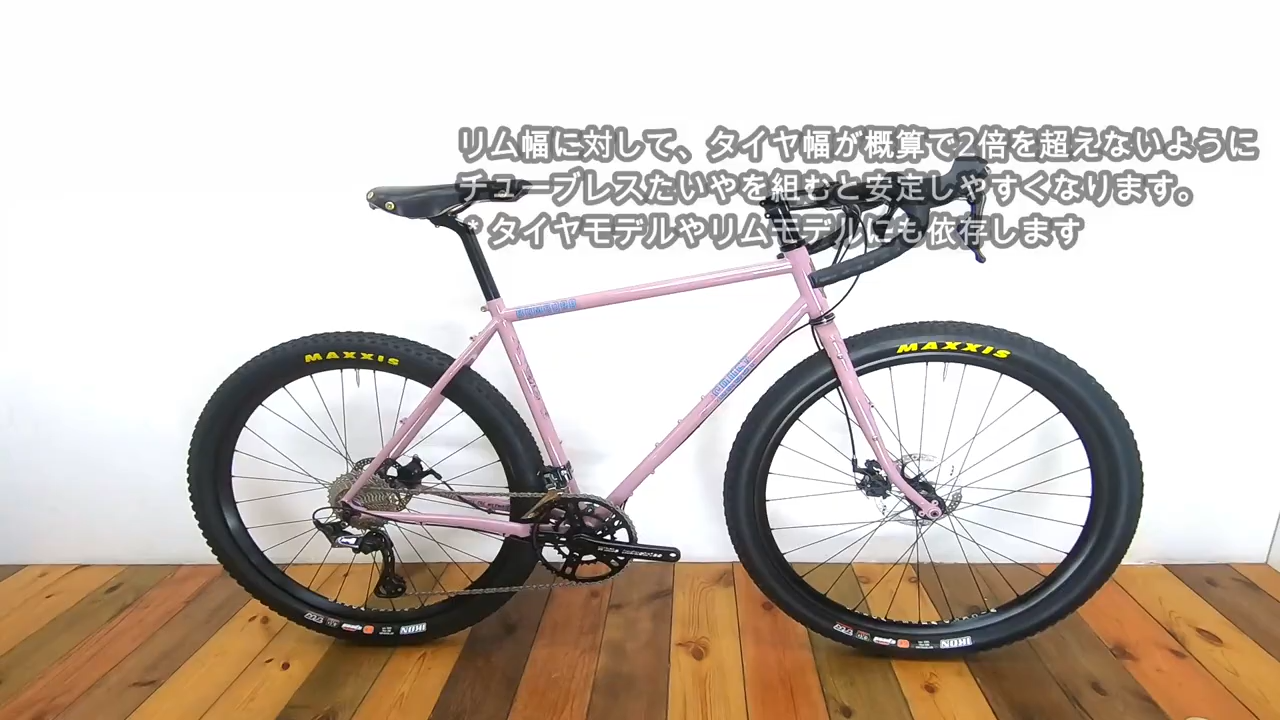 リム幅に対して、タイヤ幅が概算で2倍を超えないように
チューブレスたいやを組むと安定しやすくなります。
*タイヤモデルやリムモデルにも依存します
MAXXIS
MAXXIS
White Industries
IKON
IKON